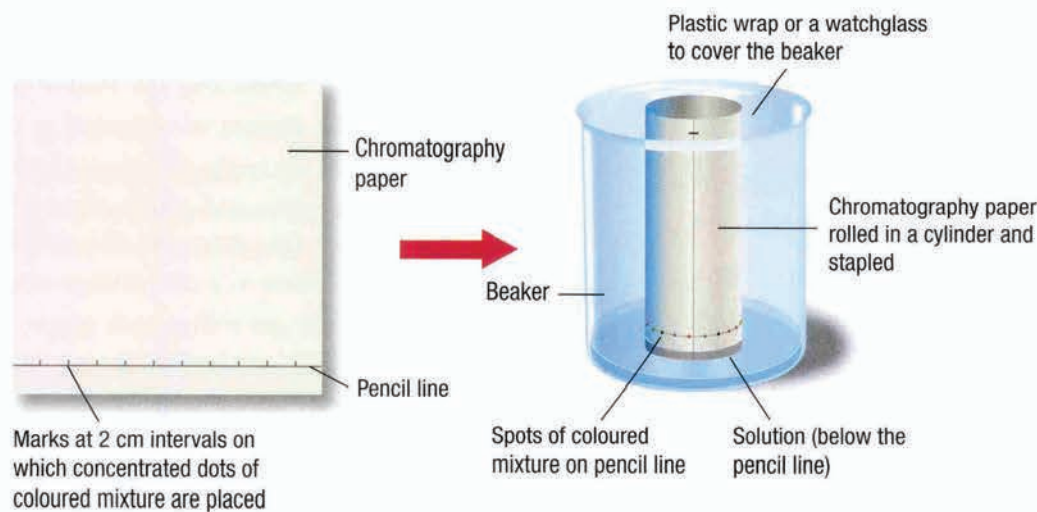 Plastic wrap or a watchglass
to cover the beaker
Chromatography
paper
Chromatography paper
rolled in a cylinder and
stapled
Beaker
Pencil line
Marks at 2 cm intervals on
which concentrated dots of
coloured mixture are placed
Spots of coloured
mixture on pencil line
Solution (below the
pencil line)